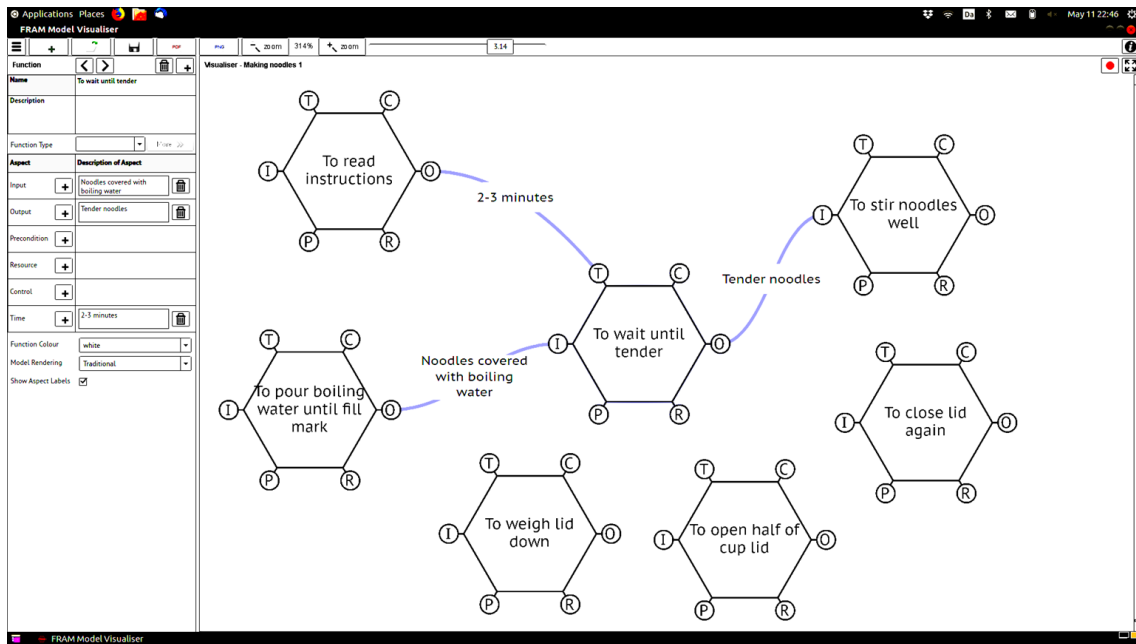 Applications Places
Da
May 11 22:46
FRAM Model Visualiser
PDF
PNG
zoom
314%
zoom
3.14
Function
Visualiser - Making noodles 1
Name
To wait until tender
Description
Function Type
Aspect
Description of Aspect
Input
Noodles covered with
boiling water
Output
Tender noodles
Precondition
Resource
Control
Time
2-3 minutes
Function Colour
white
Model Rendering
Traditional
Show Aspect Labels
T
C
I
To read
instructions
O
P
R
2-3 minutes
T
C
I
To stir noodles
well
O
P
R
Tender noodles
T
C
I
To wait until
tender
O
P
R
Noodles covered
with boiling
water
T
C
I
To pour boiling
water until fill
mark
O
P
R
T
C
I
To close lid
again
O
P
R
T
C
I
To weigh lid
down
O
P
R
T
C
I
To open half of
cup lid
O
P
R
FRAM Model Visualiser